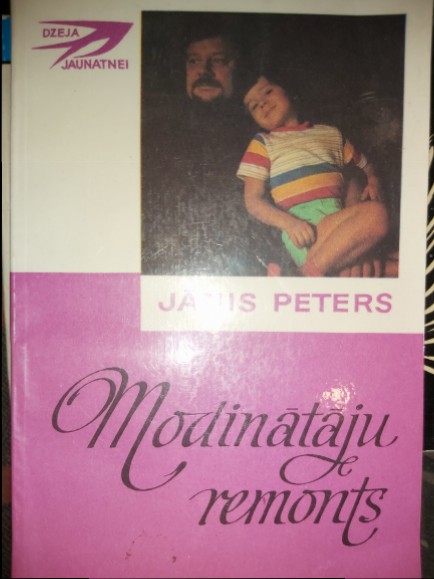 DZEJA
JAUNATNEI
JĀNIS PETERS
Modinātāju
remonts